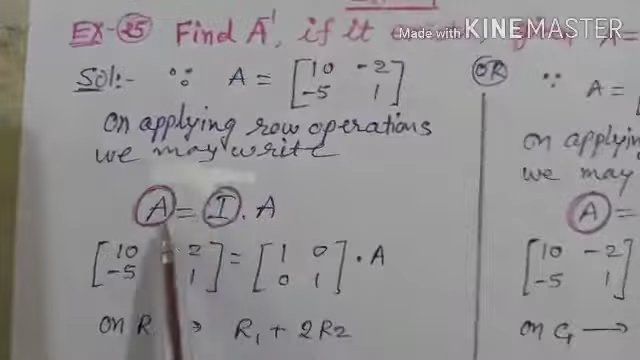 Made with KINEMASTER
EX-25 Find A¹, if it
Sol:- ∵ A = [10 -2
-5 1]
on applying row operations
we may write
A = I . A
[10 2
-5 1] = [1 0
0 1] . A
on R → R₁ + 2R2
OR
∵ A =
on applying
we may
A =
[10 -2
-5 1]
on C₁ →